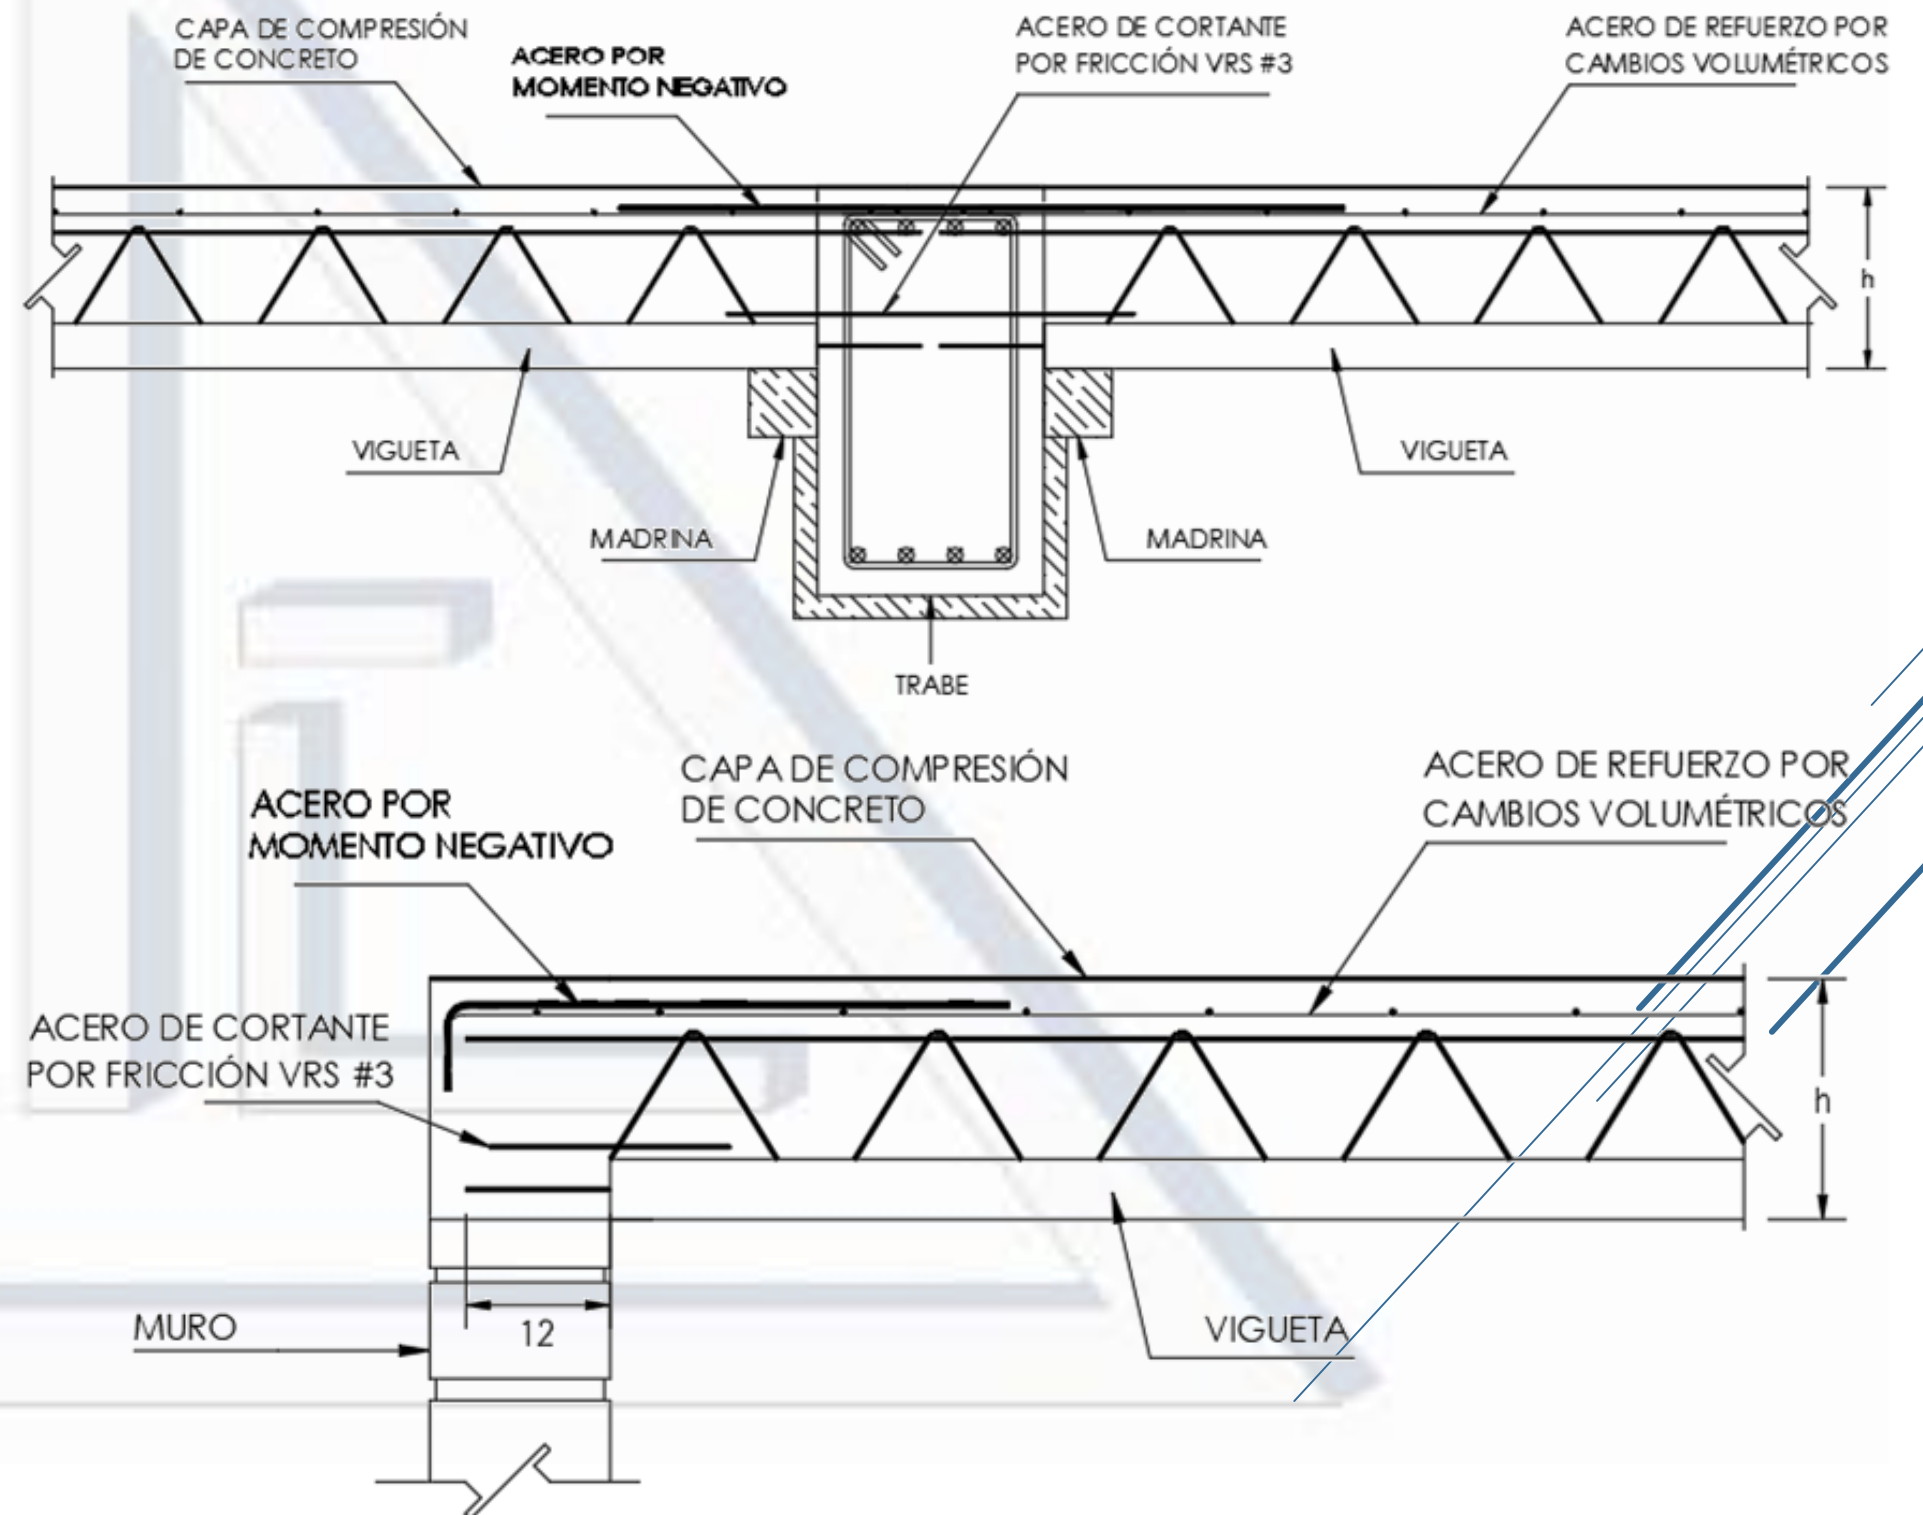 CAPA DE COMPRESIÓN
DE CONCRETO
ACERO POR
MOMENTO NEGATIVO
ACERO DE CORTANTE
POR FRICCIÓN VRS #3
ACERO DE REFUERZO POR
CAMBIOS VOLUMÉTRICOS
h
VIGUETA
VIGUETA
MADRINA
MADRINA
TRABE
CAPA DE COMPRESIÓN
DE CONCRETO
ACERO DE REFUERZO POR
CAMBIOS VOLUMÉTRICOS
ACERO POR
MOMENTO NEGATIVO
ACERO DE CORTANTE
POR FRICCIÓN VRS #3
h
MURO
12
VIGUETA